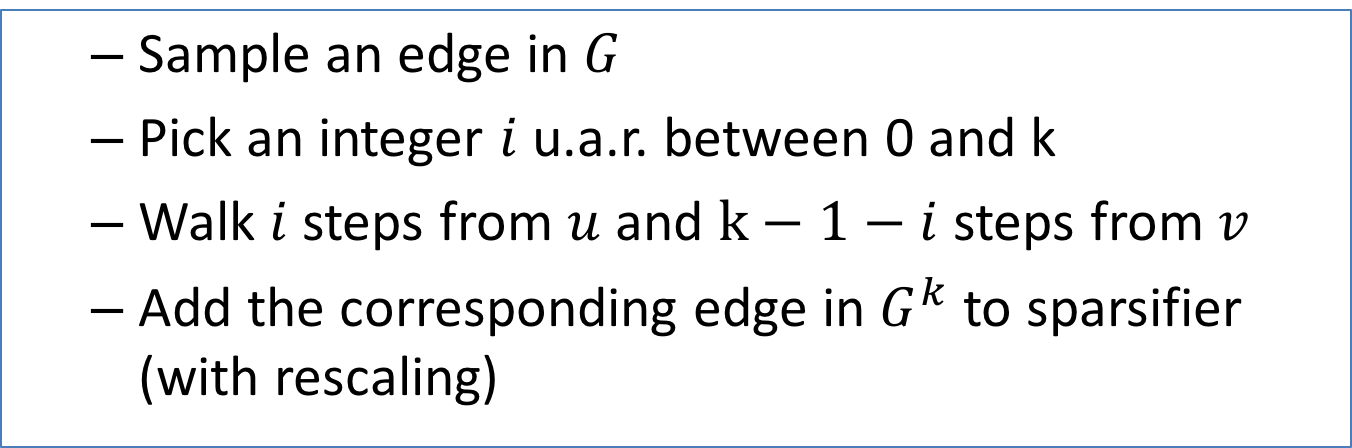 – Sample an edge in G
– Pick an integer i u.a.r. between 0 and k
– Walk i steps from u and k − 1 − i steps from v
– Add the corresponding edge in Gᵏ to sparsifier
(with rescaling)